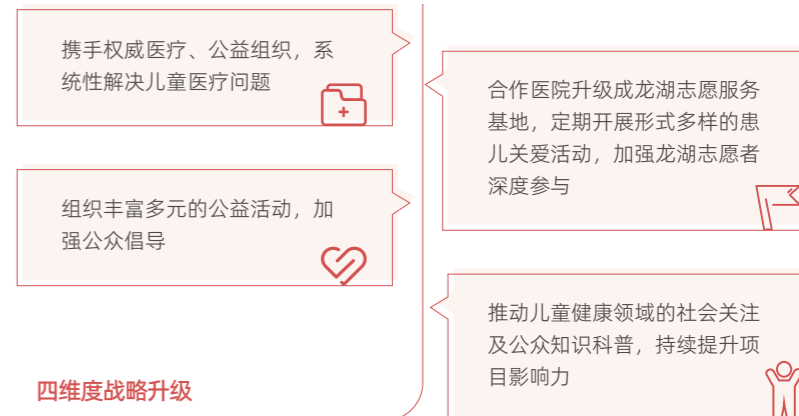 携手权威医疗、公益组织，系
统性解决儿童医疗问题
合作医院升级成龙湖志愿服务
基地，定期开展形式多样的患
儿关爱活动，加强龙湖志愿者
深度参与
组织丰富多元的公益活动，加
强公众倡导
推动儿童健康领域的社会关注
及公众知识科普，持续提升项
目影响力
四维度战略升级